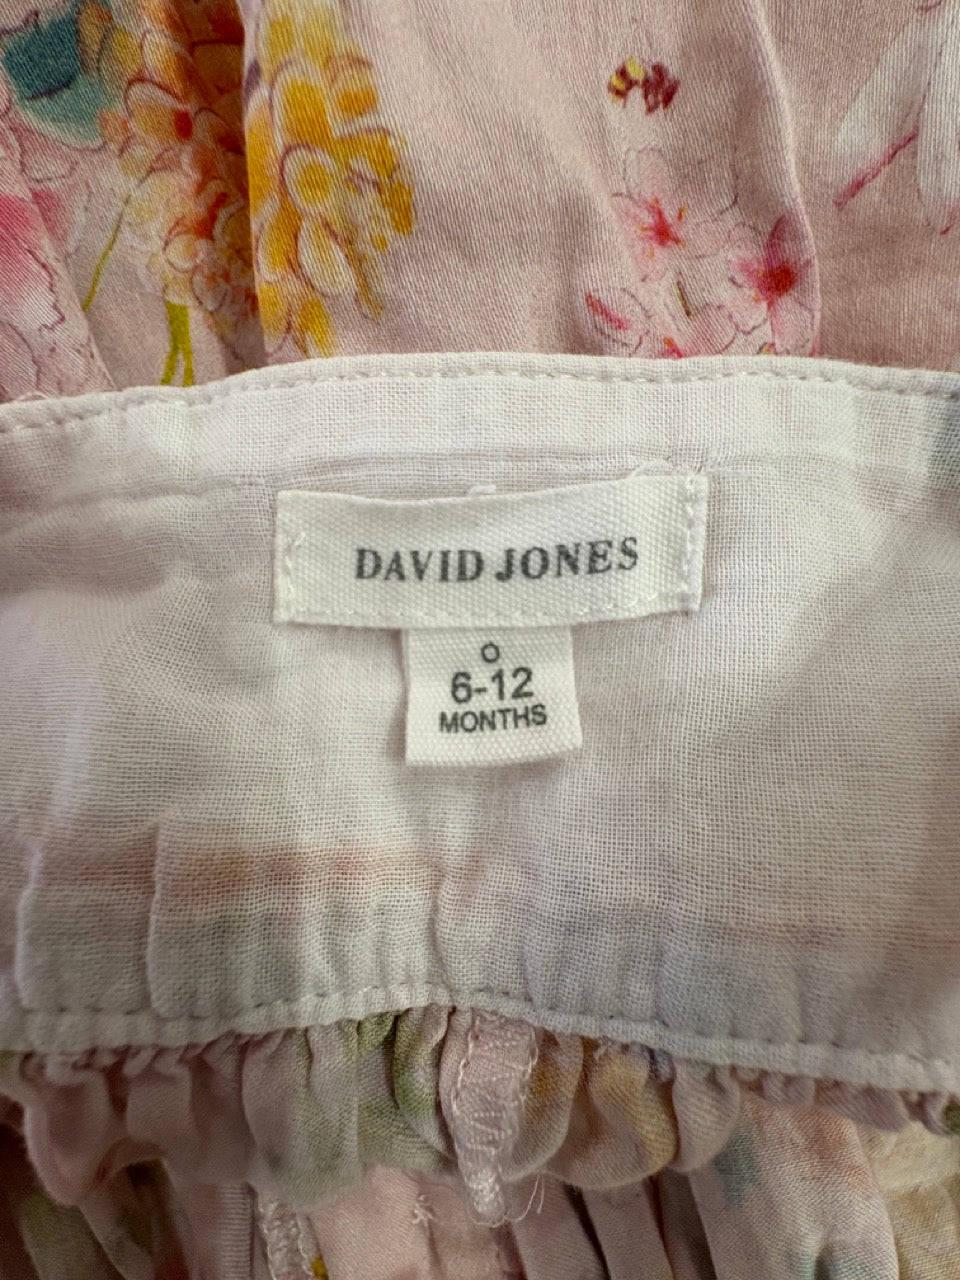 DAVID JONES
0
6-12
MONTHS